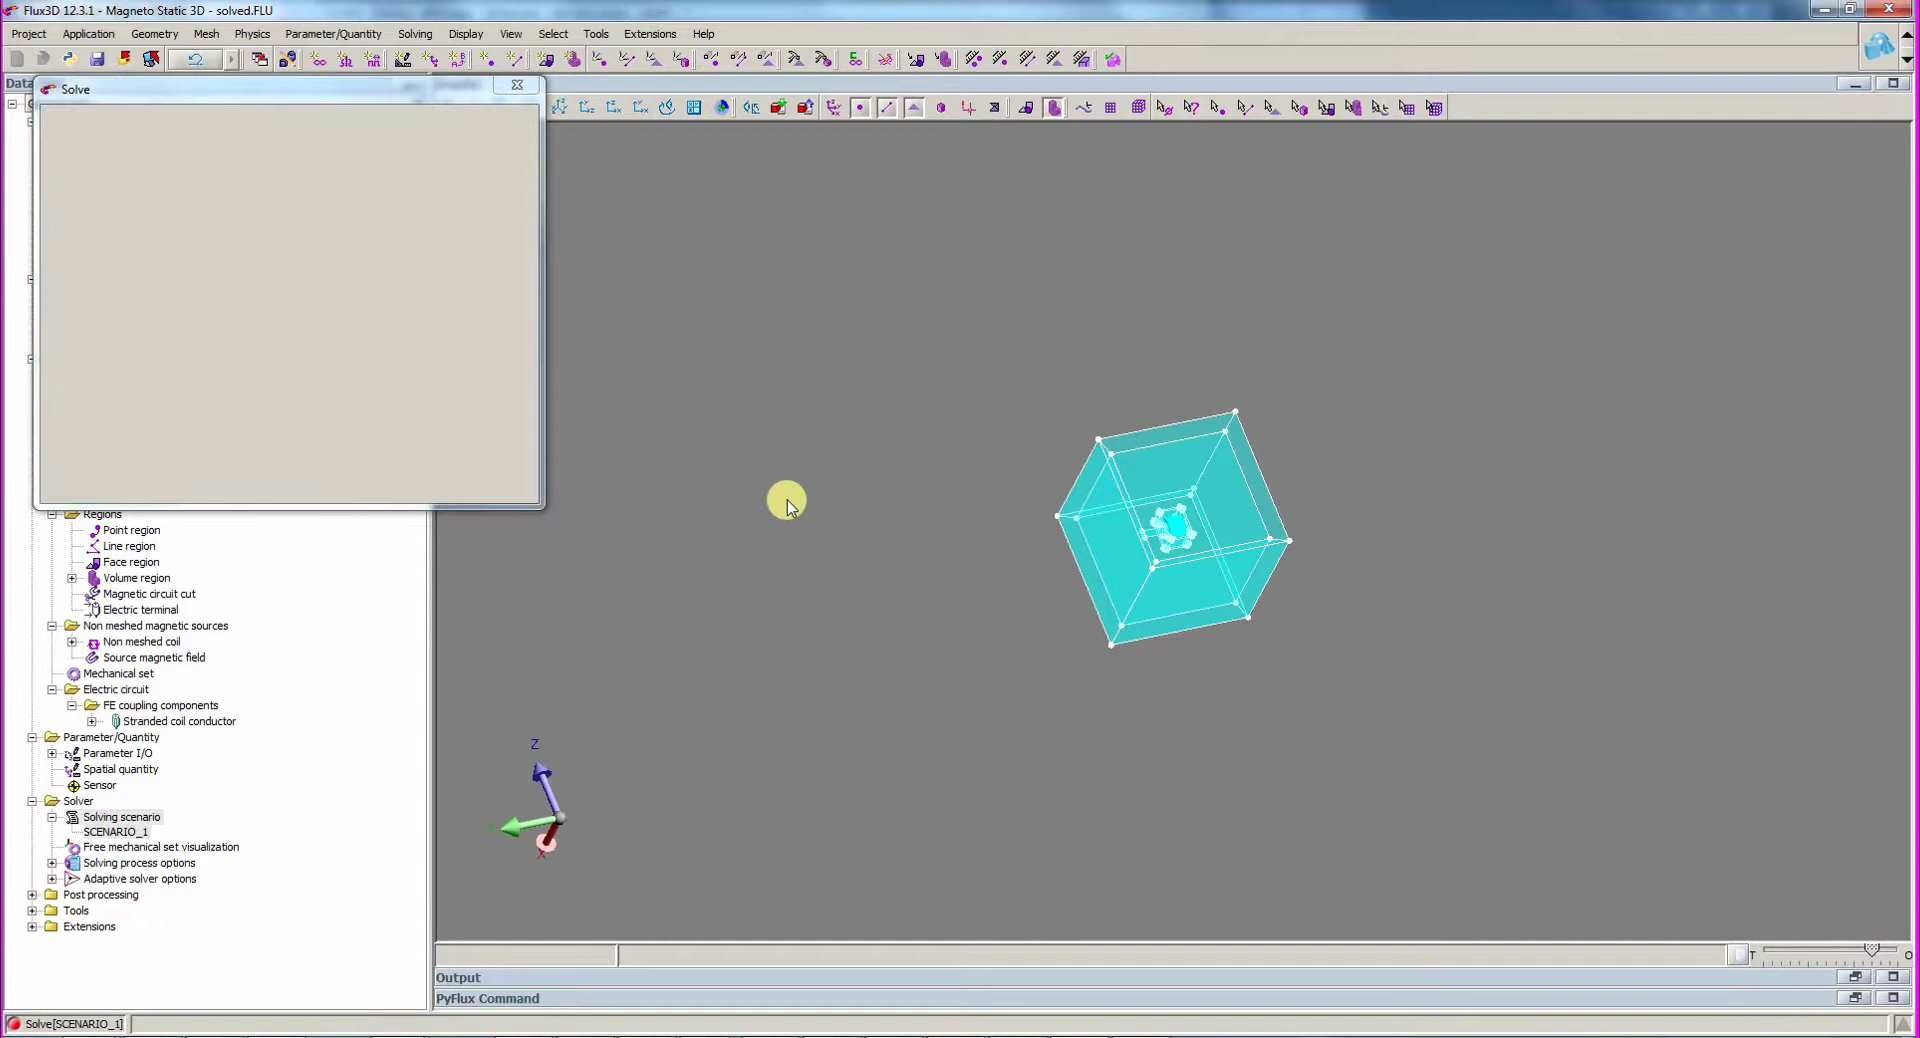 Flux3D 12.3.1 - Magneto Static 3D - solved.FLU
Project Application Geometry Mesh Physics Parameter/Quantity Solving Display View Select Tools Extensions Help
Data
Solve
Regions
Point region
Line region
Face region
Volume region
Magnetic circuit cut
Electric terminal
Non meshed magnetic sources
Non meshed coil
Source magnetic field
Mechanical set
Electric circuit
FE coupling components
Stranded coil conductor
Parameter/Quantity
Parameter I/O
Spatial quantity
Sensor
Solver
Solving scenario
SCENARIO_1
Free mechanical set visualization
Solving process options
Adaptive solver options
Post processing
Tools
Extensions
Z
X
T
O
Output
PyFlux Command
Solve[SCENARIO_1]